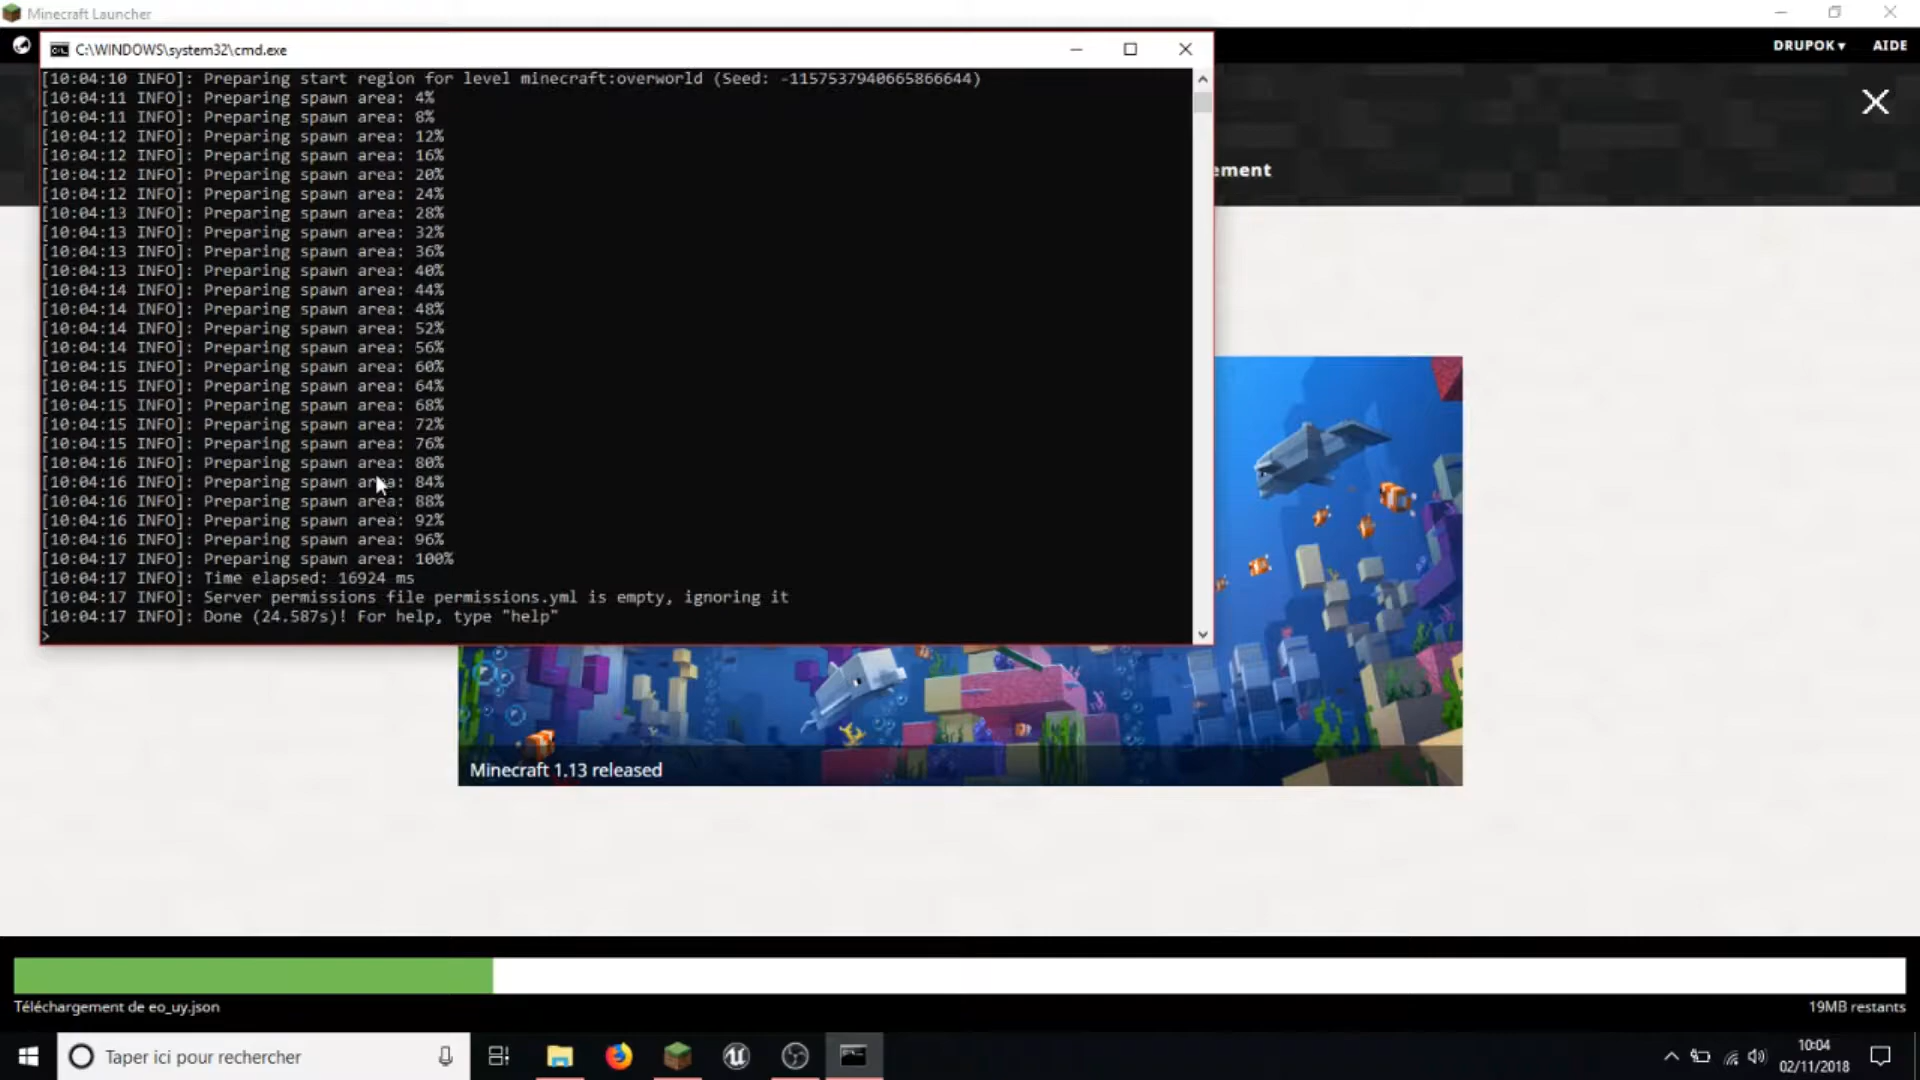 Minecraft Launcher
C:\WINDOWS\system32\cmd.exe
DRUPOK▾ AIDE
ement
[10:04:10 INFO]: Preparing start region for level minecraft:overworld (Seed: -1157537940665866644)
[10:04:11 INFO]: Preparing spawn area: 4%
[10:04:11 INFO]: Preparing spawn area: 8%
[10:04:12 INFO]: Preparing spawn area: 12%
[10:04:12 INFO]: Preparing spawn area: 16%
[10:04:12 INFO]: Preparing spawn area: 20%
[10:04:12 INFO]: Preparing spawn area: 24%
[10:04:13 INFO]: Preparing spawn area: 28%
[10:04:13 INFO]: Preparing spawn area: 32%
[10:04:13 INFO]: Preparing spawn area: 36%
[10:04:13 INFO]: Preparing spawn area: 40%
[10:04:14 INFO]: Preparing spawn area: 44%
[10:04:14 INFO]: Preparing spawn area: 48%
[10:04:14 INFO]: Preparing spawn area: 52%
[10:04:14 INFO]: Preparing spawn area: 56%
[10:04:15 INFO]: Preparing spawn area: 60%
[10:04:15 INFO]: Preparing spawn area: 64%
[10:04:15 INFO]: Preparing spawn area: 68%
[10:04:15 INFO]: Preparing spawn area: 72%
[10:04:15 INFO]: Preparing spawn area: 76%
[10:04:16 INFO]: Preparing spawn area: 80%
[10:04:16 INFO]: Preparing spawn area: 84%
[10:04:16 INFO]: Preparing spawn area: 88%
[10:04:16 INFO]: Preparing spawn area: 92%
[10:04:16 INFO]: Preparing spawn area: 96%
[10:04:17 INFO]: Preparing spawn area: 100%
[10:04:17 INFO]: Time elapsed: 16924 ms
[10:04:17 INFO]: Server permissions file permissions.yml is empty, ignoring it
[10:04:17 INFO]: Done (24.587s)! For help, type "help"
>
Minecraft 1.13 released
Téléchargement de eo_uy.json
19MB restants
Taper ici pour rechercher
10:04
02/11/2018